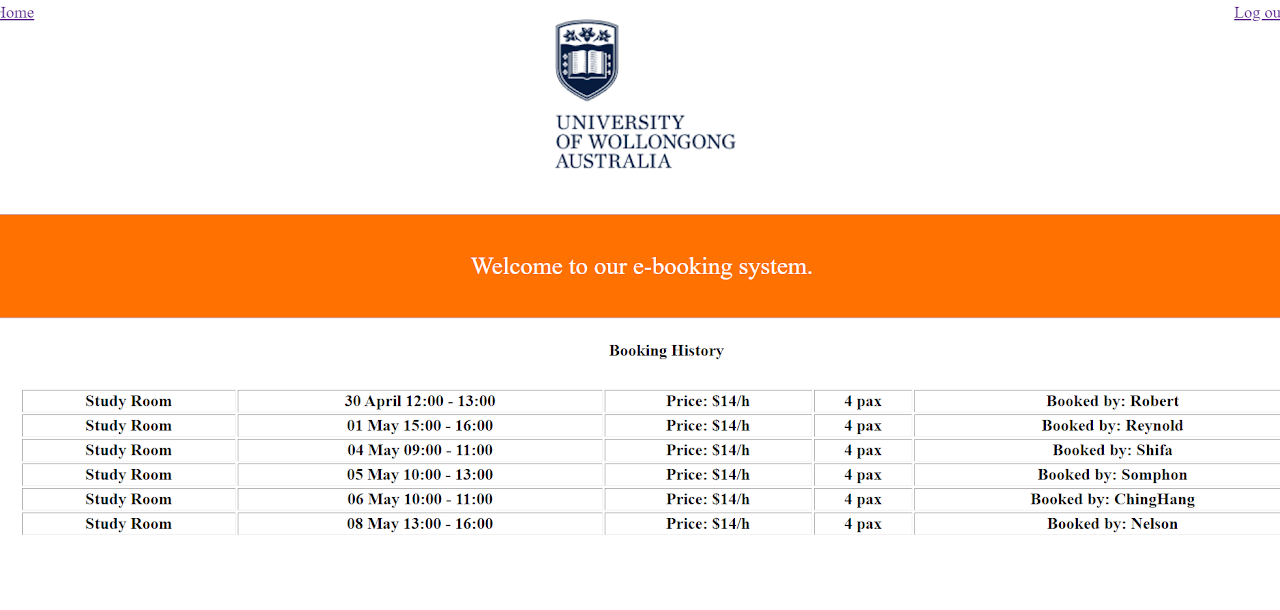 Home
Log ou
UNIVERSITY
OF WOLLONGONG
AUSTRALIA
Welcome to our e-booking system.
Booking History
Study Room 30 April 12:00 - 13:00 Price: $14/h 4 pax Booked by: Robert
Study Room 01 May 15:00 - 16:00 Price: $14/h 4 pax Booked by: Reynold
Study Room 04 May 09:00 - 11:00 Price: $14/h 4 pax Booked by: Shifa
Study Room 05 May 10:00 - 13:00 Price: $14/h 4 pax Booked by: Somphon
Study Room 06 May 10:00 - 11:00 Price: $14/h 4 pax Booked by: ChingHang
Study Room 08 May 13:00 - 16:00 Price: $14/h 4 pax Booked by: Nelson